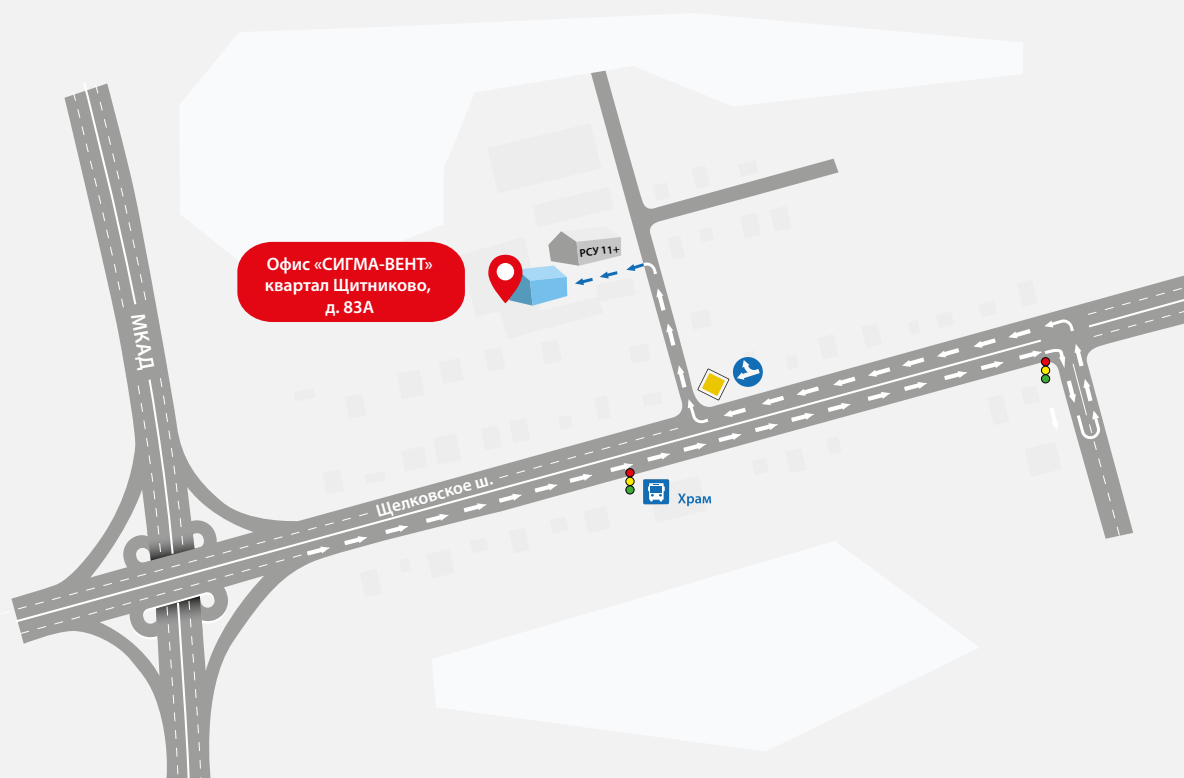 РСУ 11+
Офис «СИГМА-ВЕНТ»
квартал Щитниково,
д. 83А
МКАД
Щелковское ш.
Храм